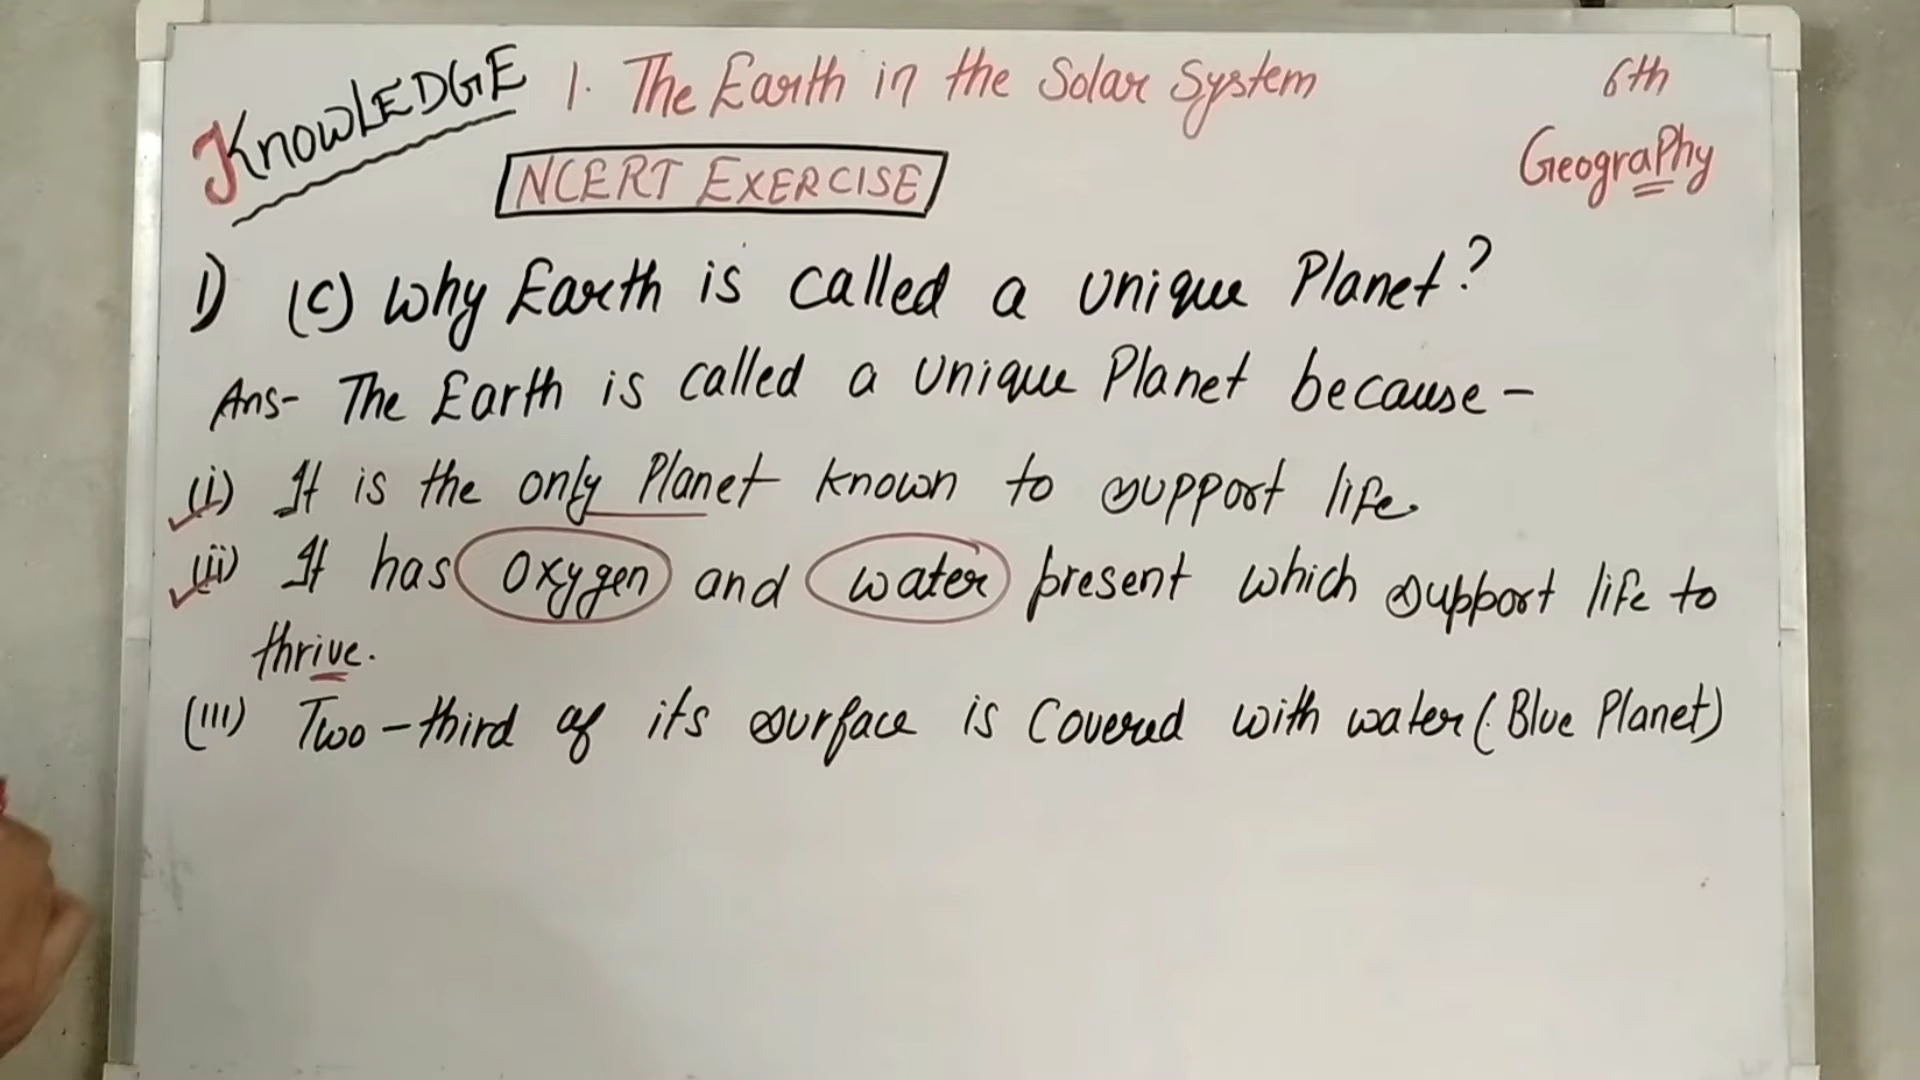 KNOWLEDGE 1. The Earth in the Solar System 6th
NCERT EXERCISE Geography
1) (C) Why Earth is called a unique Planet?
Ans- The Earth is called a unique Planet because -
(i) It is the only Planet known to support life.
(ii) It has oxygen and water present which support life to
thrive.
(iii) Two-third of its surface is covered with water (Blue Planet)